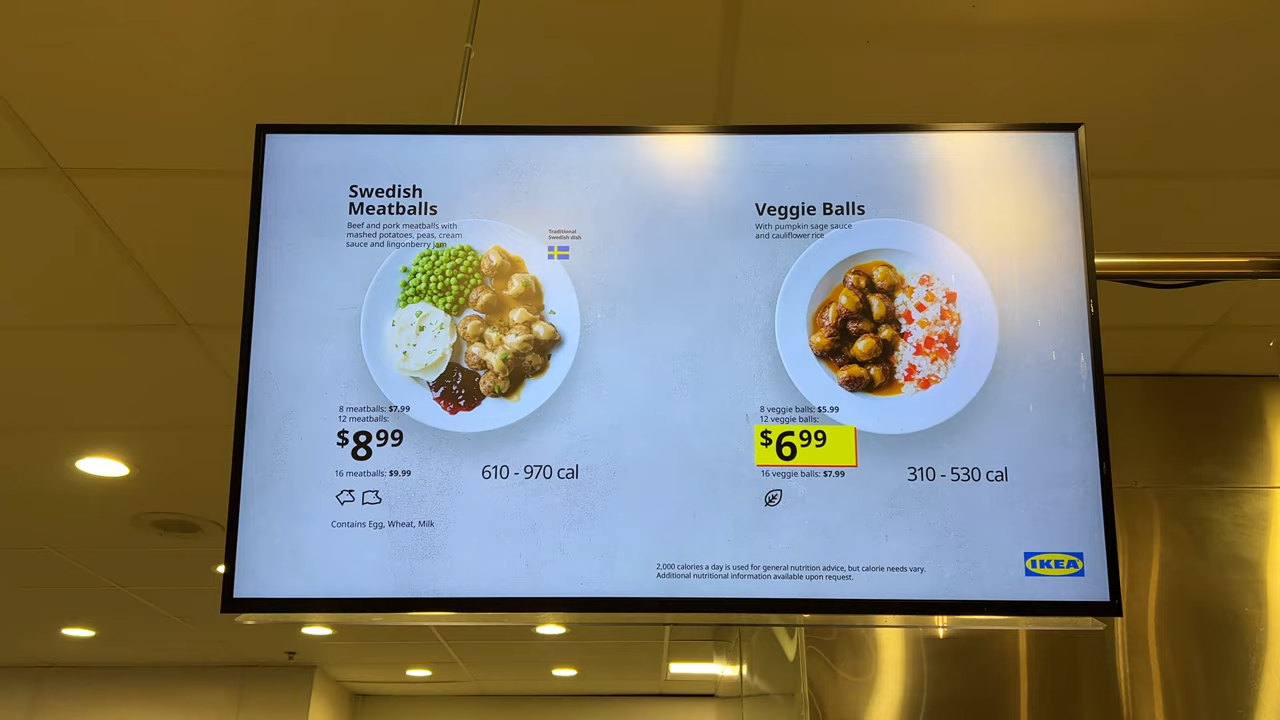 Swedish
Meatballs
Beef and pork meatballs with
mashed potatoes, peas, cream
sauce and lingonberry jam
Traditional
Swedish dish
8 meatballs: $7.99
12 meatballs:
$8.99
16 meatballs: $9.99
610 - 970 cal
Contains Egg, Wheat, Milk
Veggie Balls
With pumpkin sage sauce
and cauliflower rice
8 veggie balls: $5.99
12 veggie balls:
$6.99
16 veggie balls: $7.99
310 - 530 cal
2,000 calories a day is used for general nutrition advice, but calorie needs vary.
Additional nutritional information available upon request.
IKEA